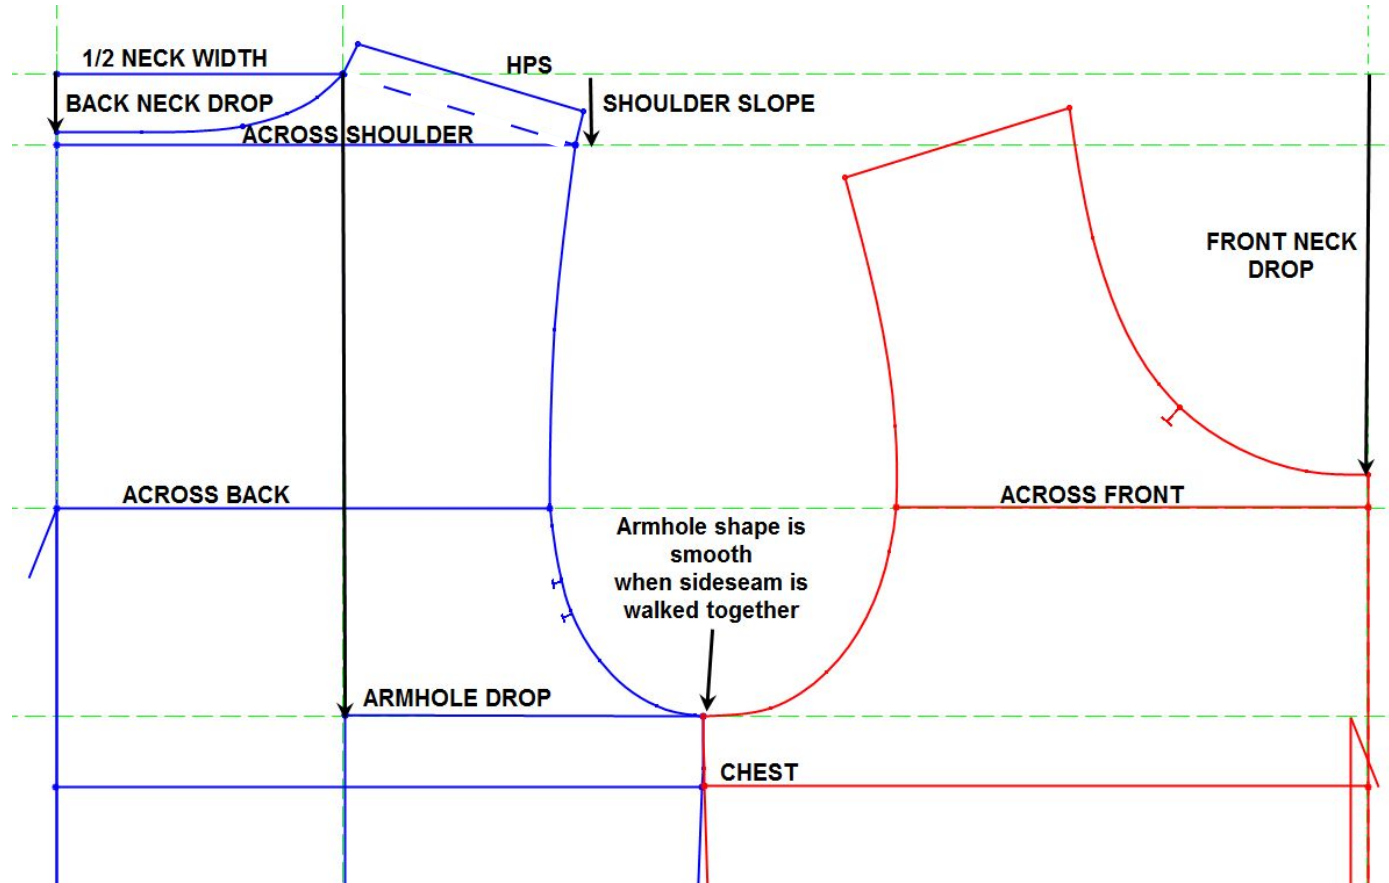 1/2 NECK WIDTH
HPS
BACK NECK DROP
SHOULDER SLOPE
ACROSS SHOULDER
FRONT NECK
DROP
ACROSS BACK
ACROSS FRONT
Armhole shape is
smooth
when sideseam is
walked together
ARMHOLE DROP
CHEST